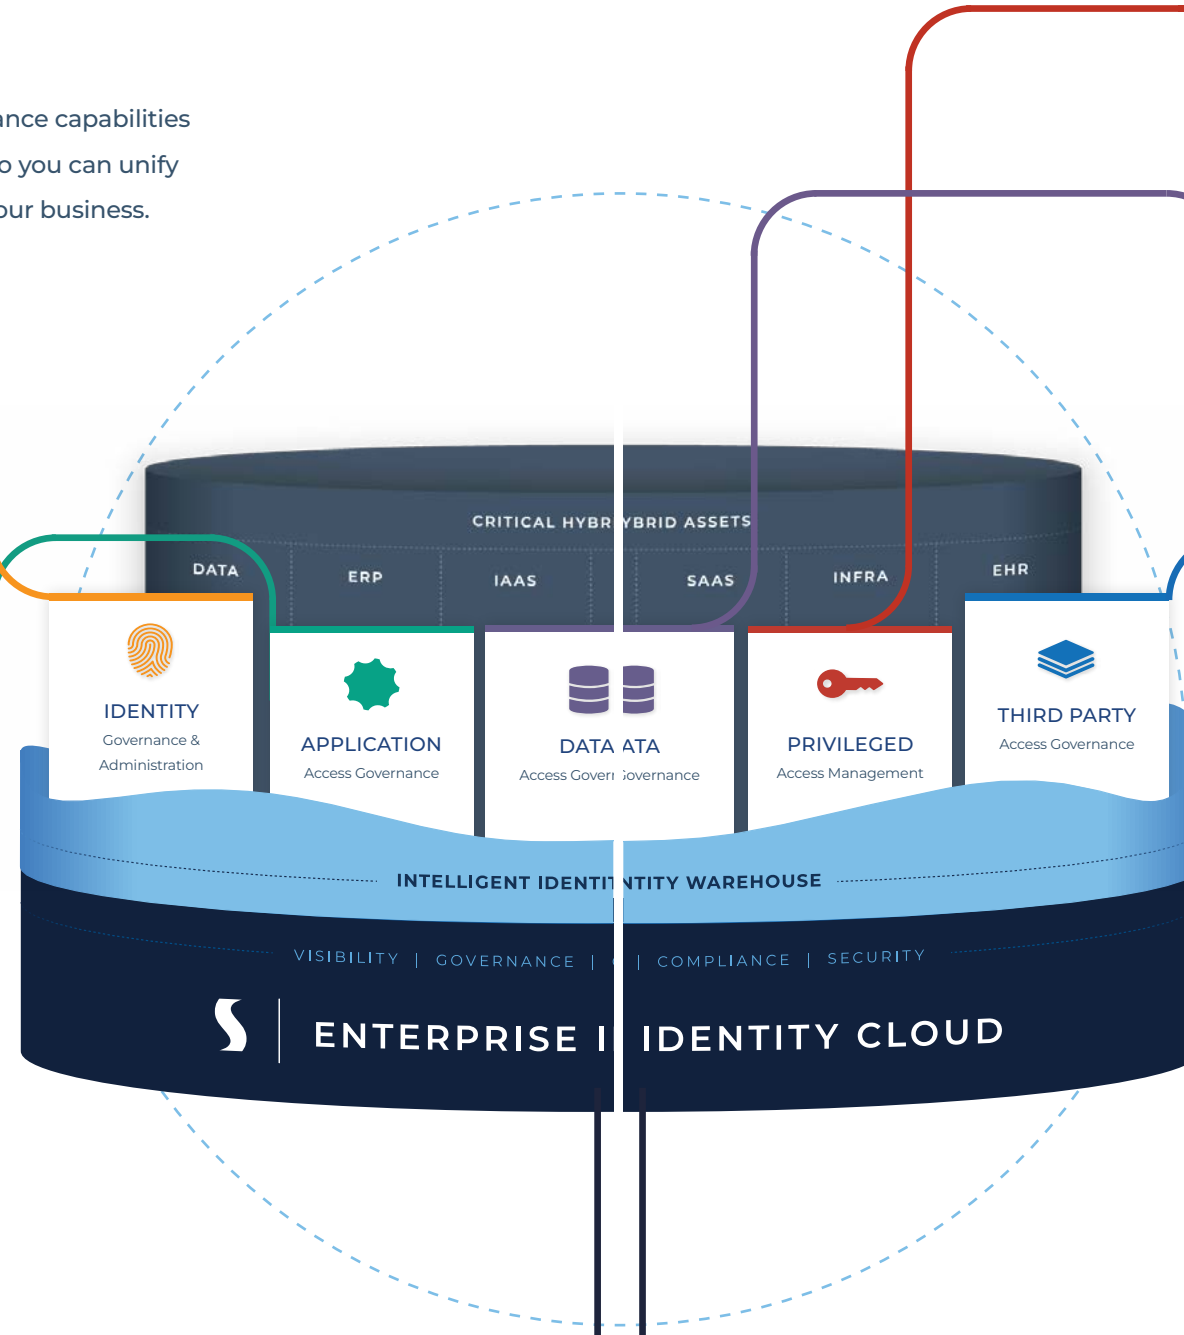 ance capabilities
o you can unify
our business.
CRITICAL HYBR YBRID ASSETS
DATA ERP IAAS SAAS INFRA EHR
IDENTITY
Governance &
Administration
APPLICATION
Access Governance
DATA ATA
Access Gover Governance
PRIVILEGED
Access Management
THIRD PARTY
Access Governance
INTELLIGENT IDENTIT NTITY WAREHOUSE
VISIBILITY | GOVERNANCE | | COMPLIANCE | SECURITY
ENTERPRISE I IDENTITY CLOUD